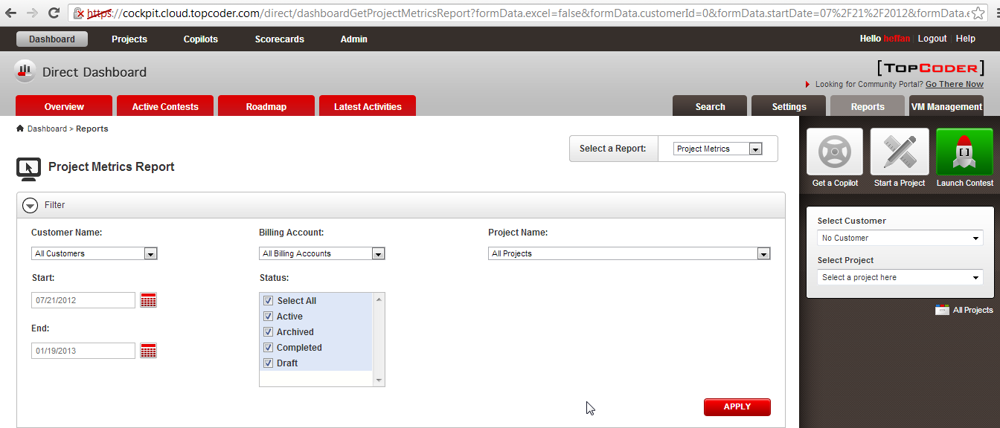 https://cockpit.cloud.topcoder.com/direct/dashboardGetProjectMetricsReport?formData.excel=false&formData.customerId=0&formData.startDate=07%2F21%2F2012&formData.e
Dashboard Projects Copilots Scorecards Admin Hello heffan | Logout | Help
Direct Dashboard [TOPCODER]
Looking for Community Portal? Go There Now
Overview Active Contests Roadmap Latest Activities Search Settings Reports VM Management
Dashboard > Reports
Select a Report: Project Metrics
Project Metrics Report
Get a Copilot Start a Project Launch Contest
Filter
Customer Name: Billing Account: Project Name:
All Customers All Billing Accounts All Projects
Start: Status:
07/21/2012 Select All
Active
End: Archived
01/19/2013 Completed
Draft
APPLY
Select Customer
No Customer
Select Project
Select a project here
All Projects